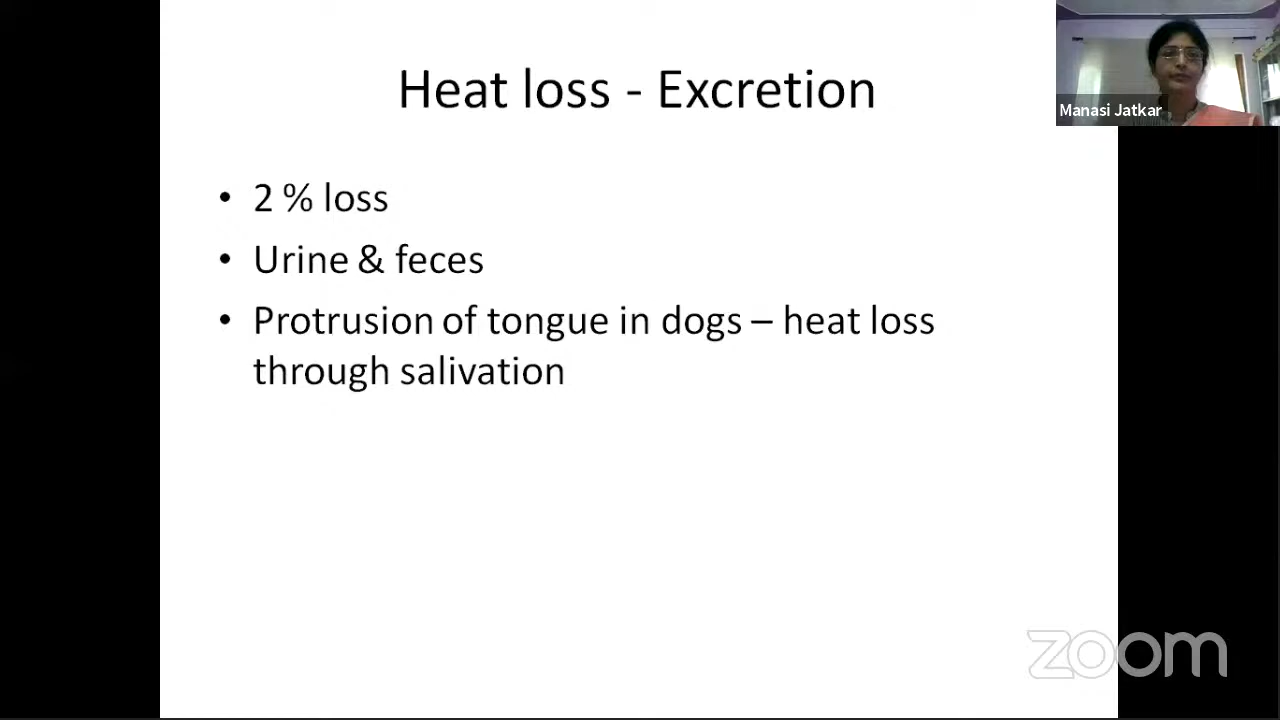 Heat loss - Excretion
Manasi Jatkar
• 2 % loss
• Urine & feces
• Protrusion of tongue in dogs – heat loss
through salivation
zoom